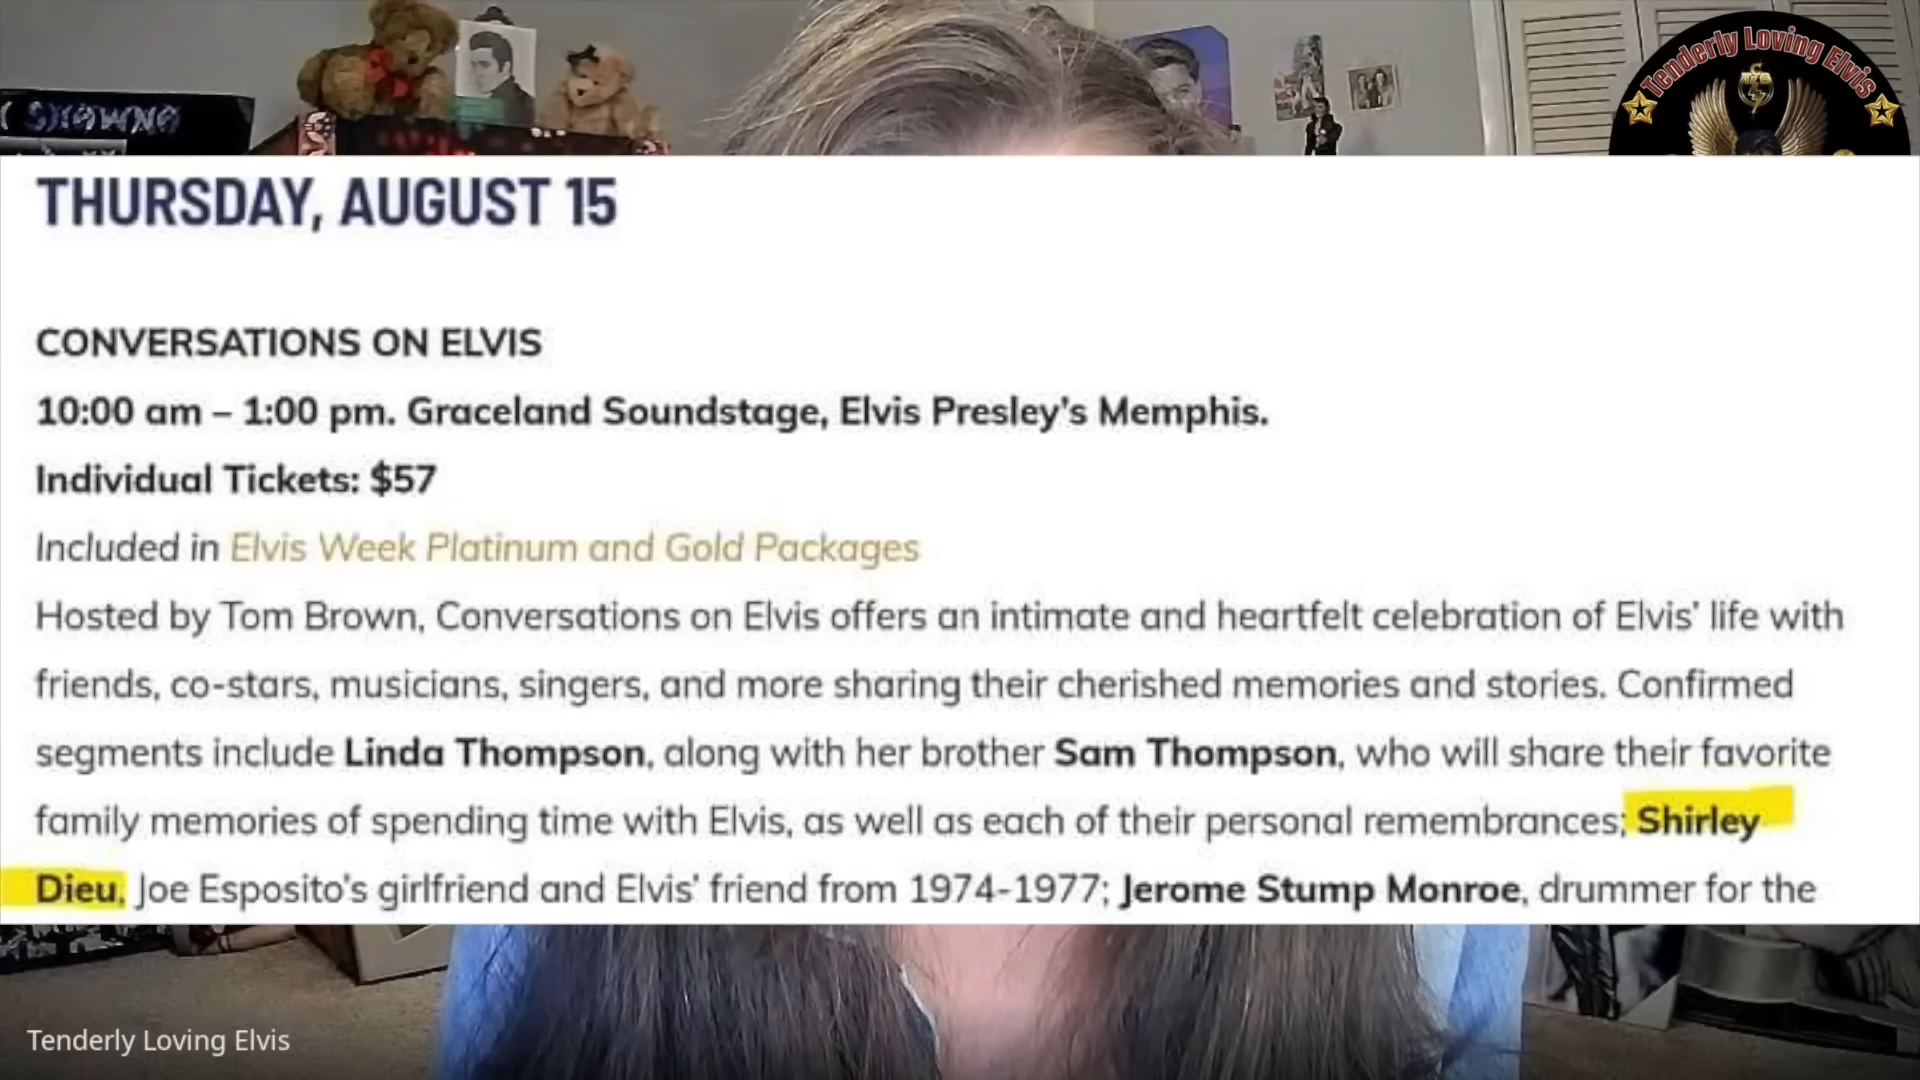 SHAWNA
Tenderly Loving Elvis
THURSDAY, AUGUST 15
CONVERSATIONS ON ELVIS
10:00 am – 1:00 pm. Graceland Soundstage, Elvis Presley's Memphis.
Individual Tickets: $57
Included in Elvis Week Platinum and Gold Packages
Hosted by Tom Brown, Conversations on Elvis offers an intimate and heartfelt celebration of Elvis' life with
friends, co-stars, musicians, singers, and more sharing their cherished memories and stories. Confirmed
segments include Linda Thompson, along with her brother Sam Thompson, who will share their favorite
family memories of spending time with Elvis, as well as each of their personal remembrances; Shirley
Dieu, Joe Esposito's girlfriend and Elvis' friend from 1974-1977; Jerome Stump Monroe, drummer for the
Tenderly Loving Elvis